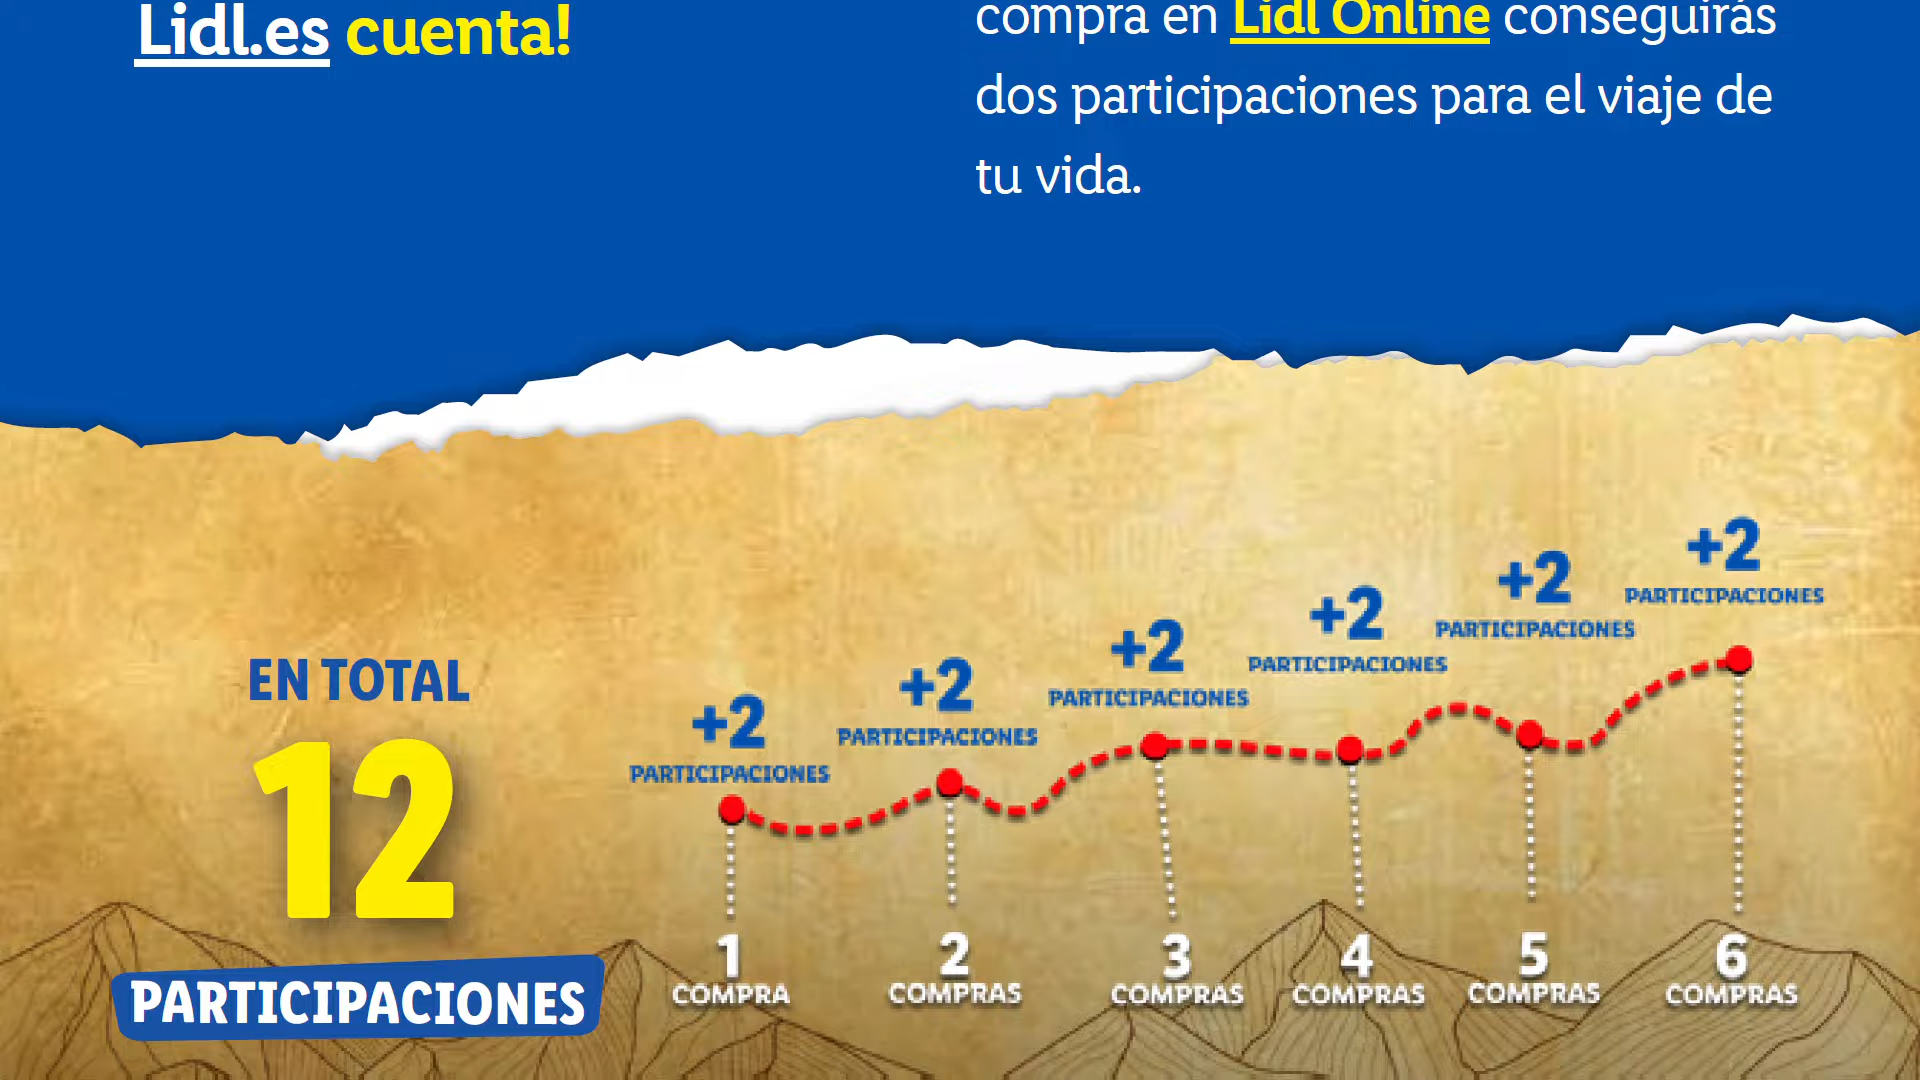 Lidl.es cuenta!
compra en Lidl Online conseguirás
dos participaciones para el viaje de
tu vida.
EN TOTAL
12
PARTICIPACIONES
+2
PARTICIPACIONES
+2
PARTICIPACIONES
+2
PARTICIPACIONES
+2
PARTICIPACIONES
+2
PARTICIPACIONES
+2
PARTICIPACIONES
1
COMPRA
2
COMPRAS
3
COMPRAS
4
COMPRAS
5
COMPRAS
6
COMPRAS